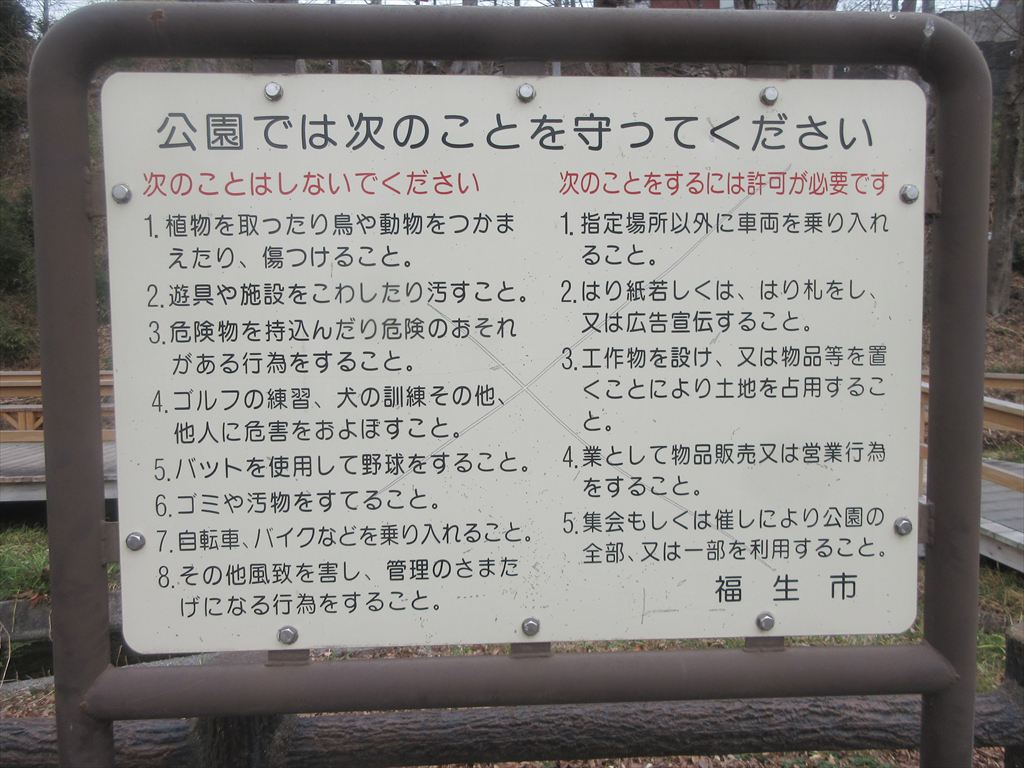 公園では次のことを守ってください
次のことはしないでください
1. 植物を取ったり鳥や動物をつかま
えたり、傷つけること。
2. 遊具や施設をこわしたり汚すこと。
3. 危険物を持込んだり危険のおそれ
がある行為をすること。
4. ゴルフの練習、犬の訓練その他、
他人に危害をおよぼすこと。
5. バットを使用して野球をすること。
6. ゴミや汚物をすてること。
7. 自転車、バイクなどを乗り入れること。
8. その他風致を害し、管理のさまた
げになる行為をすること。
次のことをするには許可が必要です
1. 指定場所以外に車両を乗り入れ
ること。
2. はり紙若しくは、はり札をし、
又は広告宣伝すること。
3. 工作物を設け、又は物品等を置
くことにより土地を占用するこ
と。
4. 業として物品販売又は営業行為
をすること。
5. 集会もしくは催しにより公園の
全部、又は一部を利用すること。
福生市